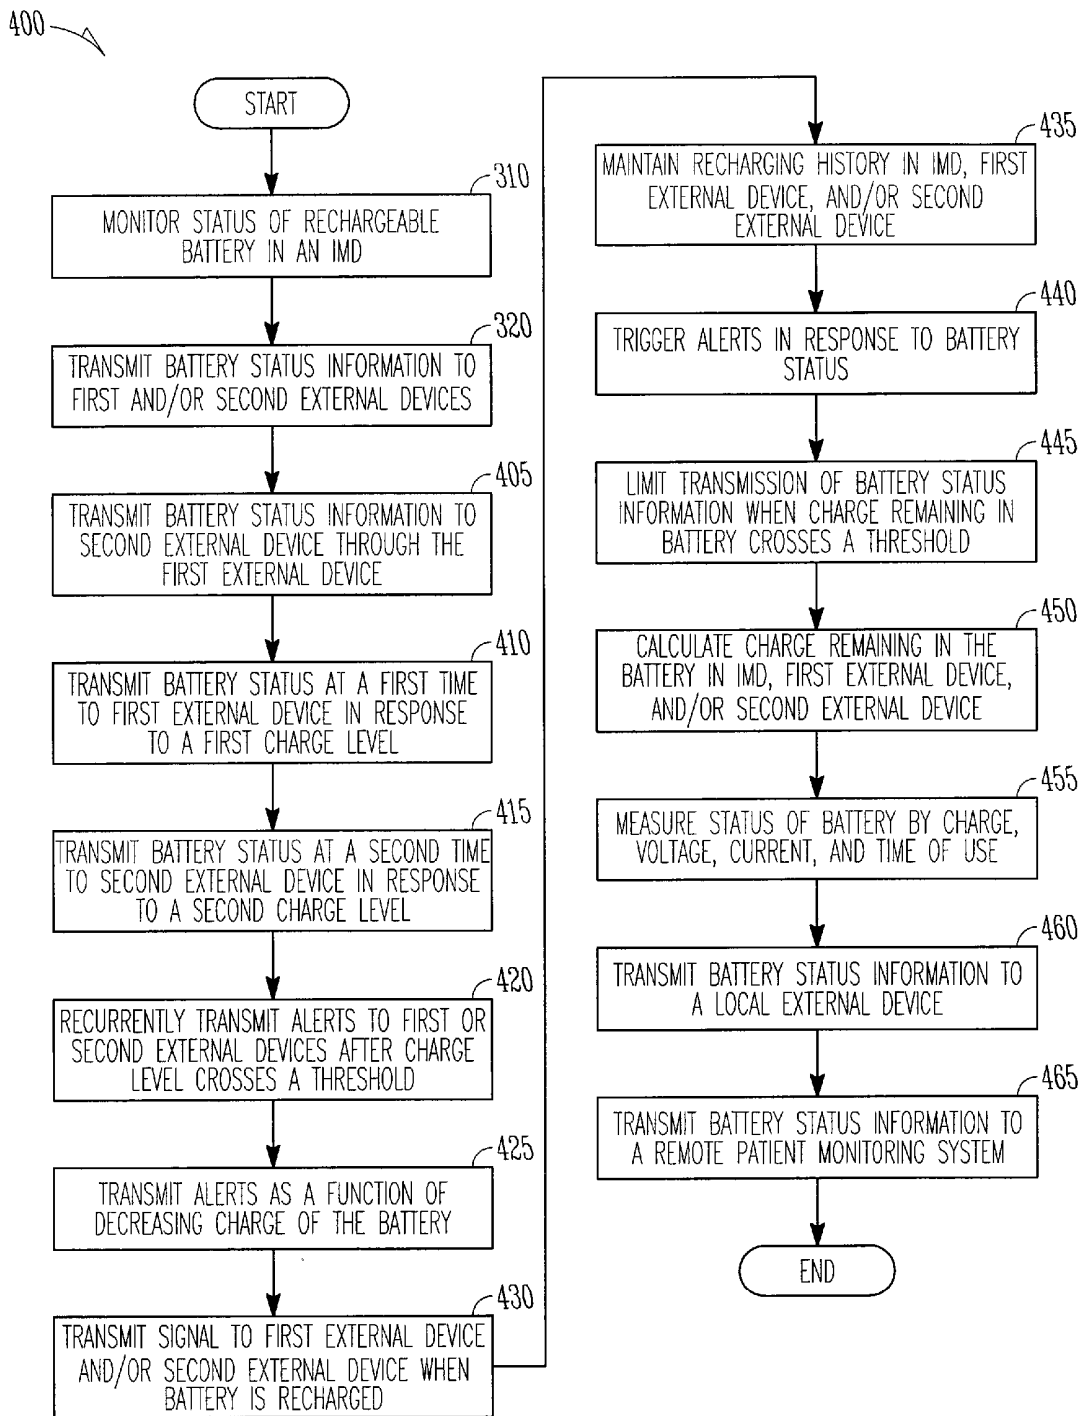 400
START
310
MONITOR STATUS OF RECHARGEABLE
BATTERY IN AN IMD
320
TRANSMIT BATTERY STATUS INFORMATION TO
FIRST AND/OR SECOND EXTERNAL DEVICES
405
TRANSMIT BATTERY STATUS INFORMATION TO
SECOND EXTERNAL DEVICE THROUGH THE
FIRST EXTERNAL DEVICE
410
TRANSMIT BATTERY STATUS AT A FIRST TIME
TO FIRST EXTERNAL DEVICE IN RESPONSE
TO A FIRST CHARGE LEVEL
415
TRANSMIT BATTERY STATUS AT A SECOND TIME
TO SECOND EXTERNAL DEVICE IN RESPONSE
TO A SECOND CHARGE LEVEL
420
RECURRENTLY TRANSMIT ALERTS TO FIRST OR
SECOND EXTERNAL DEVICES AFTER CHARGE
LEVEL CROSSES A THRESHOLD
425
TRANSMIT ALERTS AS A FUNCTION OF
DECREASING CHARGE OF THE BATTERY
430
TRANSMIT SIGNAL TO FIRST EXTERNAL DEVICE
AND/OR SECOND EXTERNAL DEVICE WHEN
BATTERY IS RECHARGED
435
MAINTAIN RECHARGING HISTORY IN IMD, FIRST
EXTERNAL DEVICE, AND/OR SECOND
EXTERNAL DEVICE
440
TRIGGER ALERTS IN RESPONSE TO BATTERY
STATUS
445
LIMIT TRANSMISSION OF BATTERY STATUS
INFORMATION WHEN CHARGE REMAINING IN
BATTERY CROSSES A THRESHOLD
450
CALCULATE CHARGE REMAINING IN THE
BATTERY IN IMD, FIRST EXTERNAL DEVICE,
AND/OR SECOND EXTERNAL DEVICE
455
MEASURE STATUS OF BATTERY BY CHARGE,
VOLTAGE, CURRENT, AND TIME OF USE
460
TRANSMIT BATTERY STATUS INFORMATION TO
A LOCAL EXTERNAL DEVICE
465
TRANSMIT BATTERY STATUS INFORMATION TO
A REMOTE PATIENT MONITORING SYSTEM
END